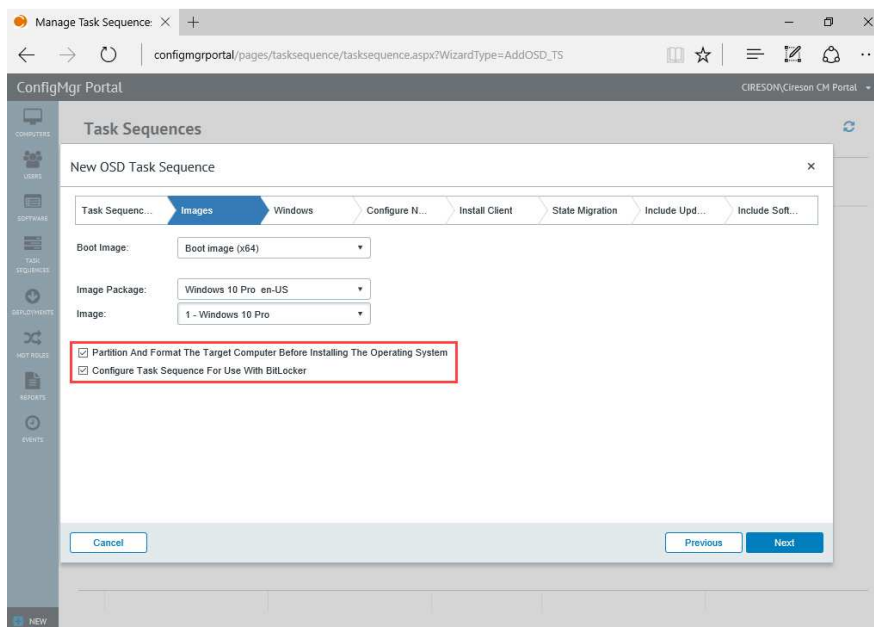 Manage Task Sequence:
configmgrportal/pages/tasksequence/tasksequence.aspx?WizardType=AddOSD_TS
ConfigMgr Portal
CIRESON\Cireson CM Portal
COMPUTERS
Task Sequences
USERS
New OSD Task Sequence
SOFTWARE
Task Sequenc...
Images
Windows
Configure N...
Install Client
State Migration
Include Upd...
Include Soft...
TASK
SEQUENCES
Boot Image:
Boot image (x64)
Image Package:
Windows 10 Pro en-US
Image:
1 - Windows 10 Pro
DEPLOYMENTS
Partition And Format The Target Computer Before Installing The Operating System
Configure Task Sequence For Use With BitLocker
REPORTS
EVENTS
Cancel
Previous
Next
NEW